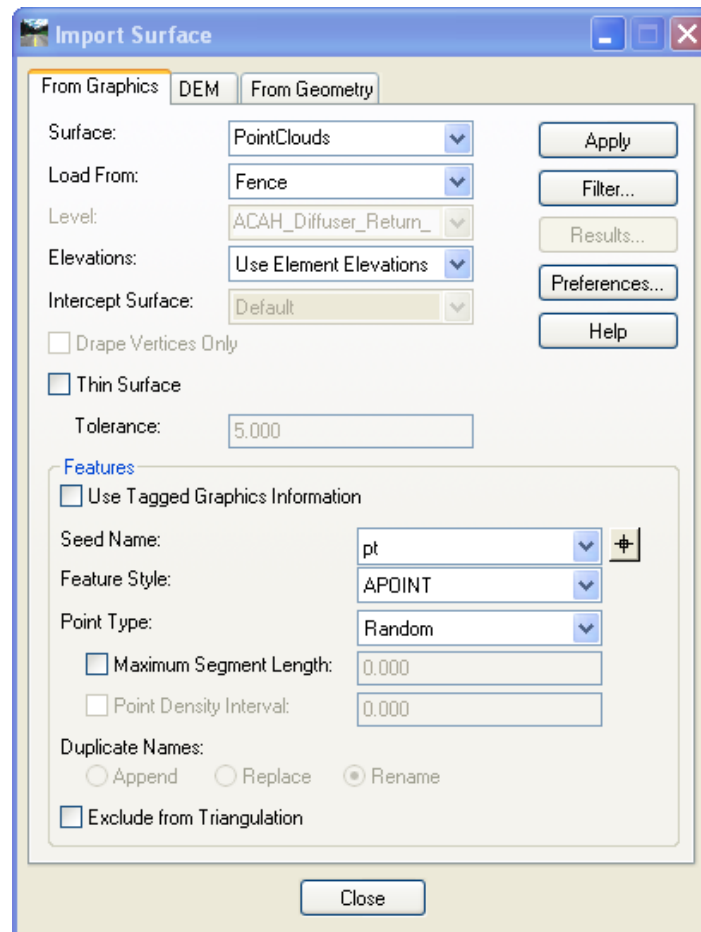 Import Surface
From Graphics DEM From Geometry
Surface: PointClouds Apply
Load From: Fence Filter...
Level: ACAH_Diffuser_Return_ Results...
Elevations: Use Element Elevations Preferences...
Intercept Surface: Default Help
Drape Vertices Only
Thin Surface
Tolerance: 5.000
Features
Use Tagged Graphics Information
Seed Name: pt
Feature Style: APOINT
Point Type: Random
Maximum Segment Length: 0.000
Point Density Interval: 0.000
Duplicate Names:
Append Replace Rename
Exclude from Triangulation
Close